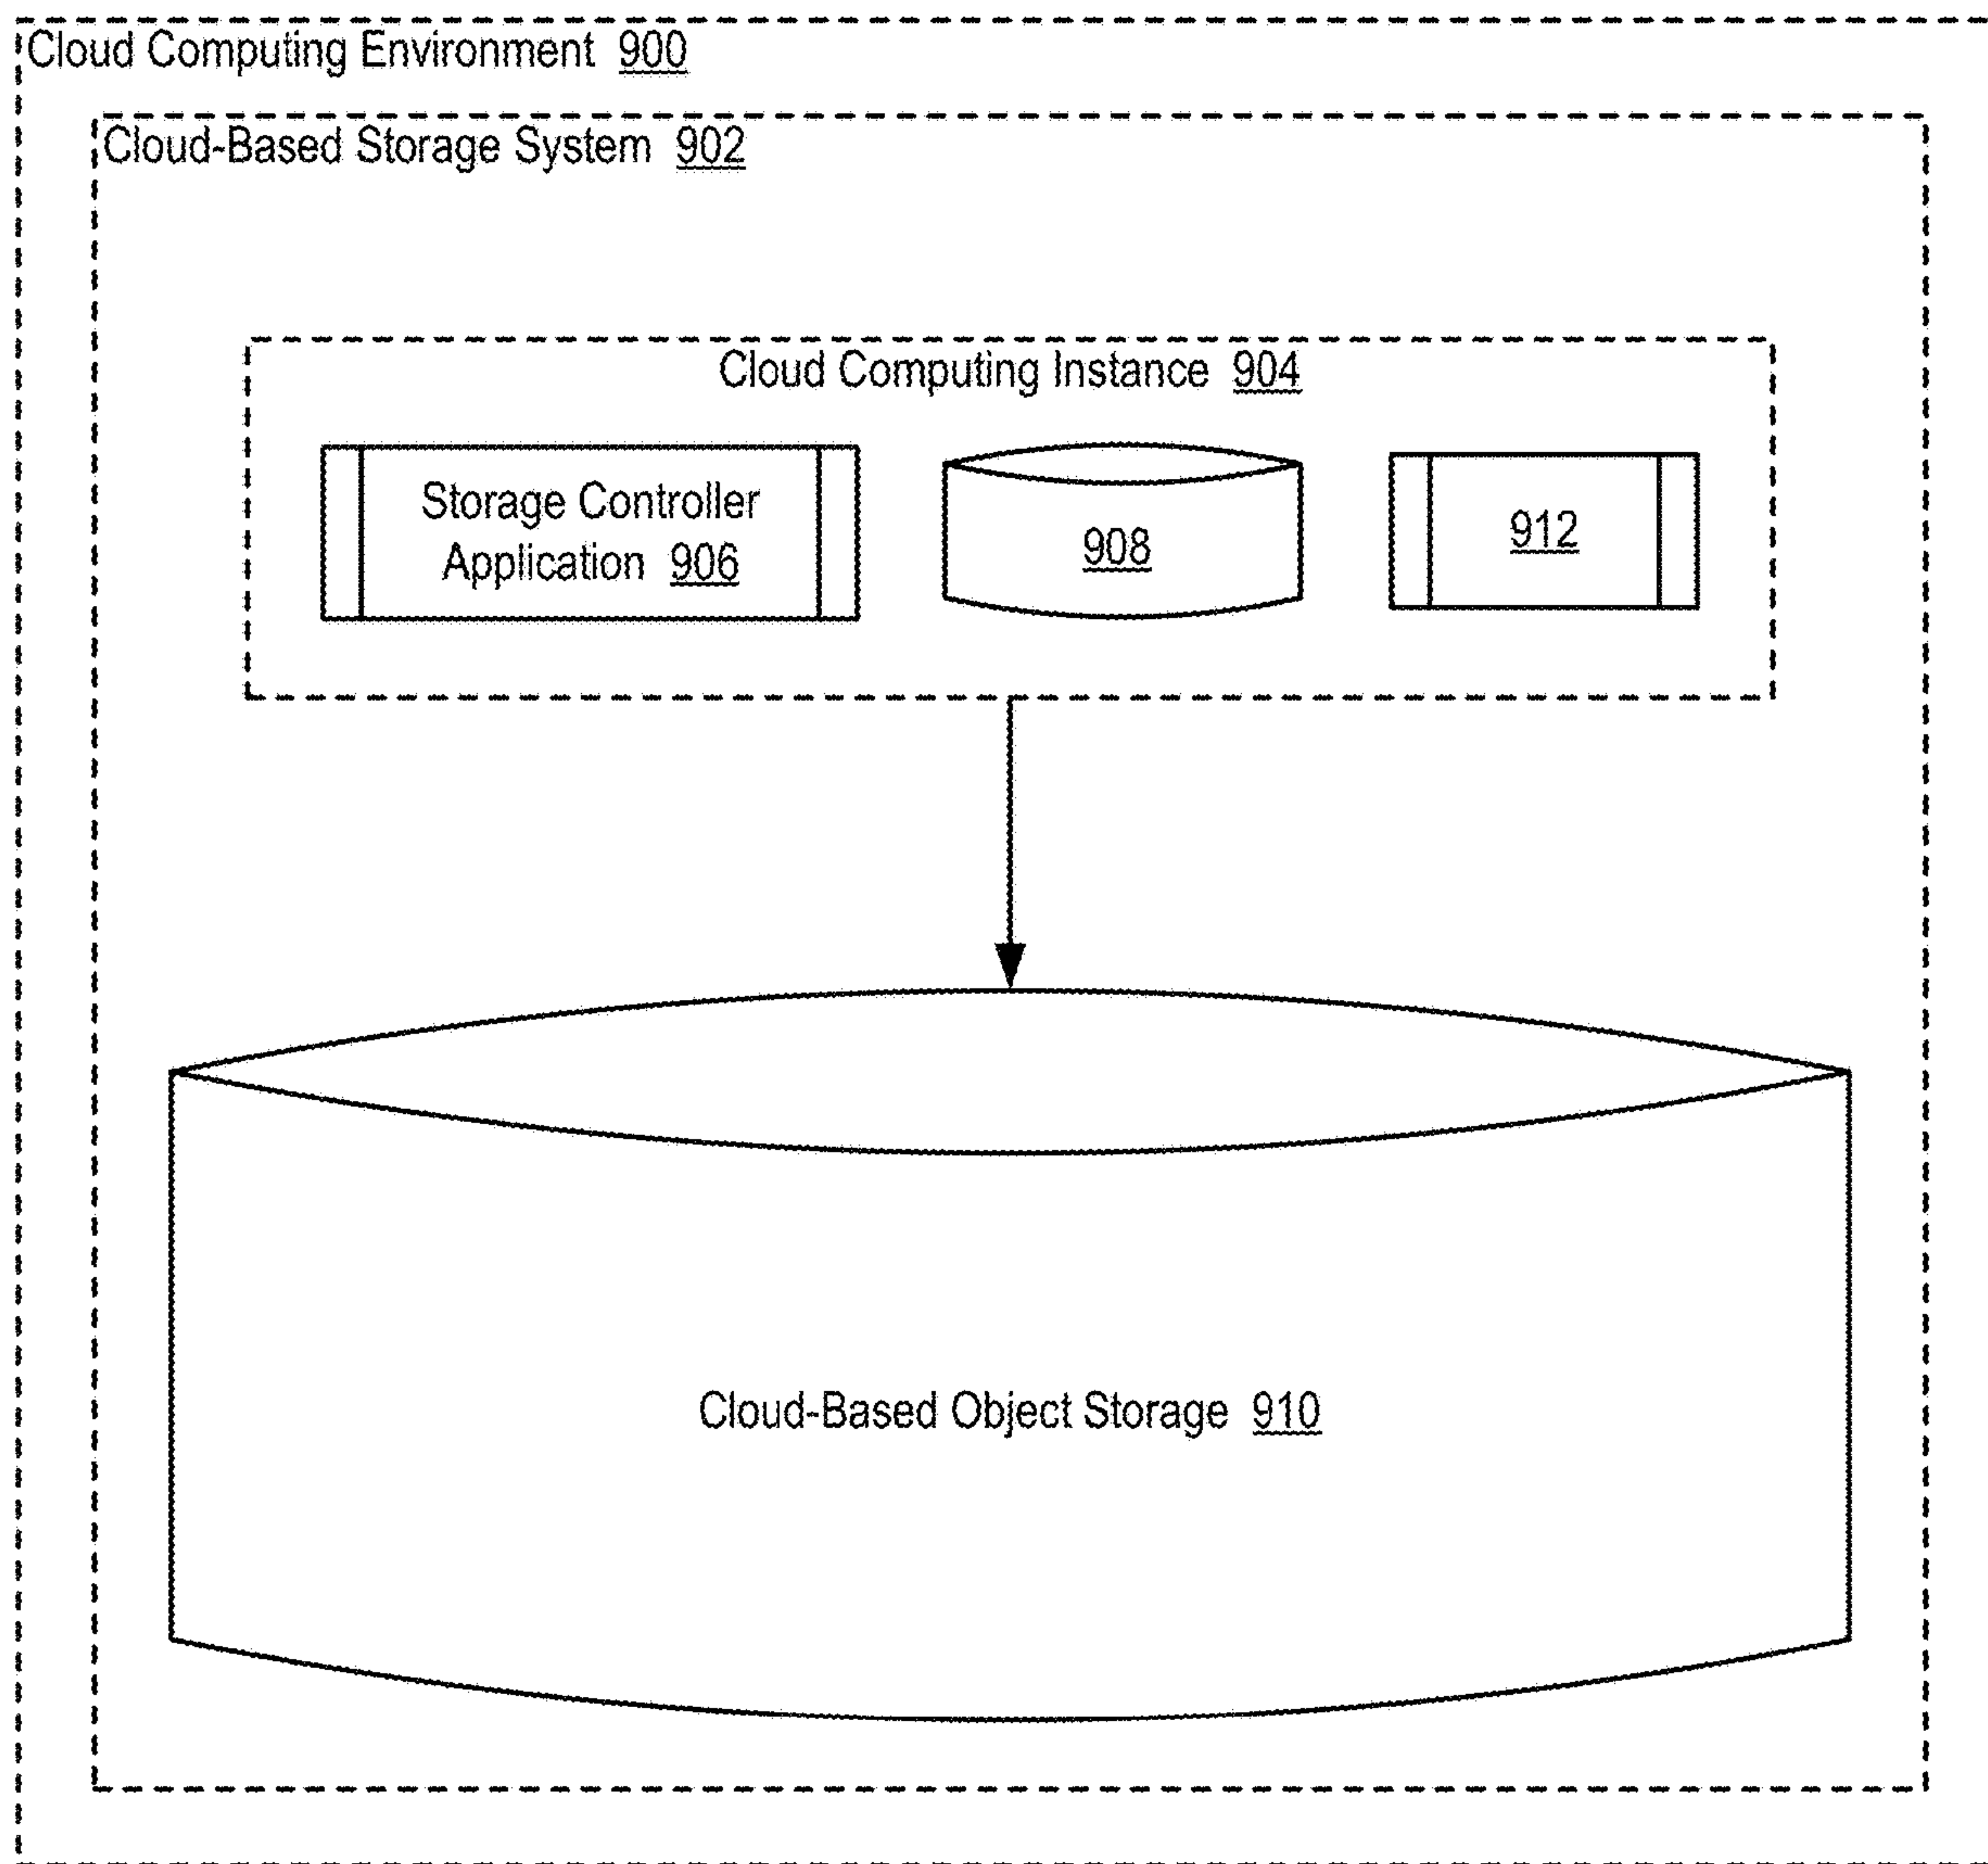 Cloud Computing Environment 900
Cloud-Based Storage System 902
Cloud Computing Instance 904
Storage Controller
Application 906
908
912
Cloud-Based Object Storage 910